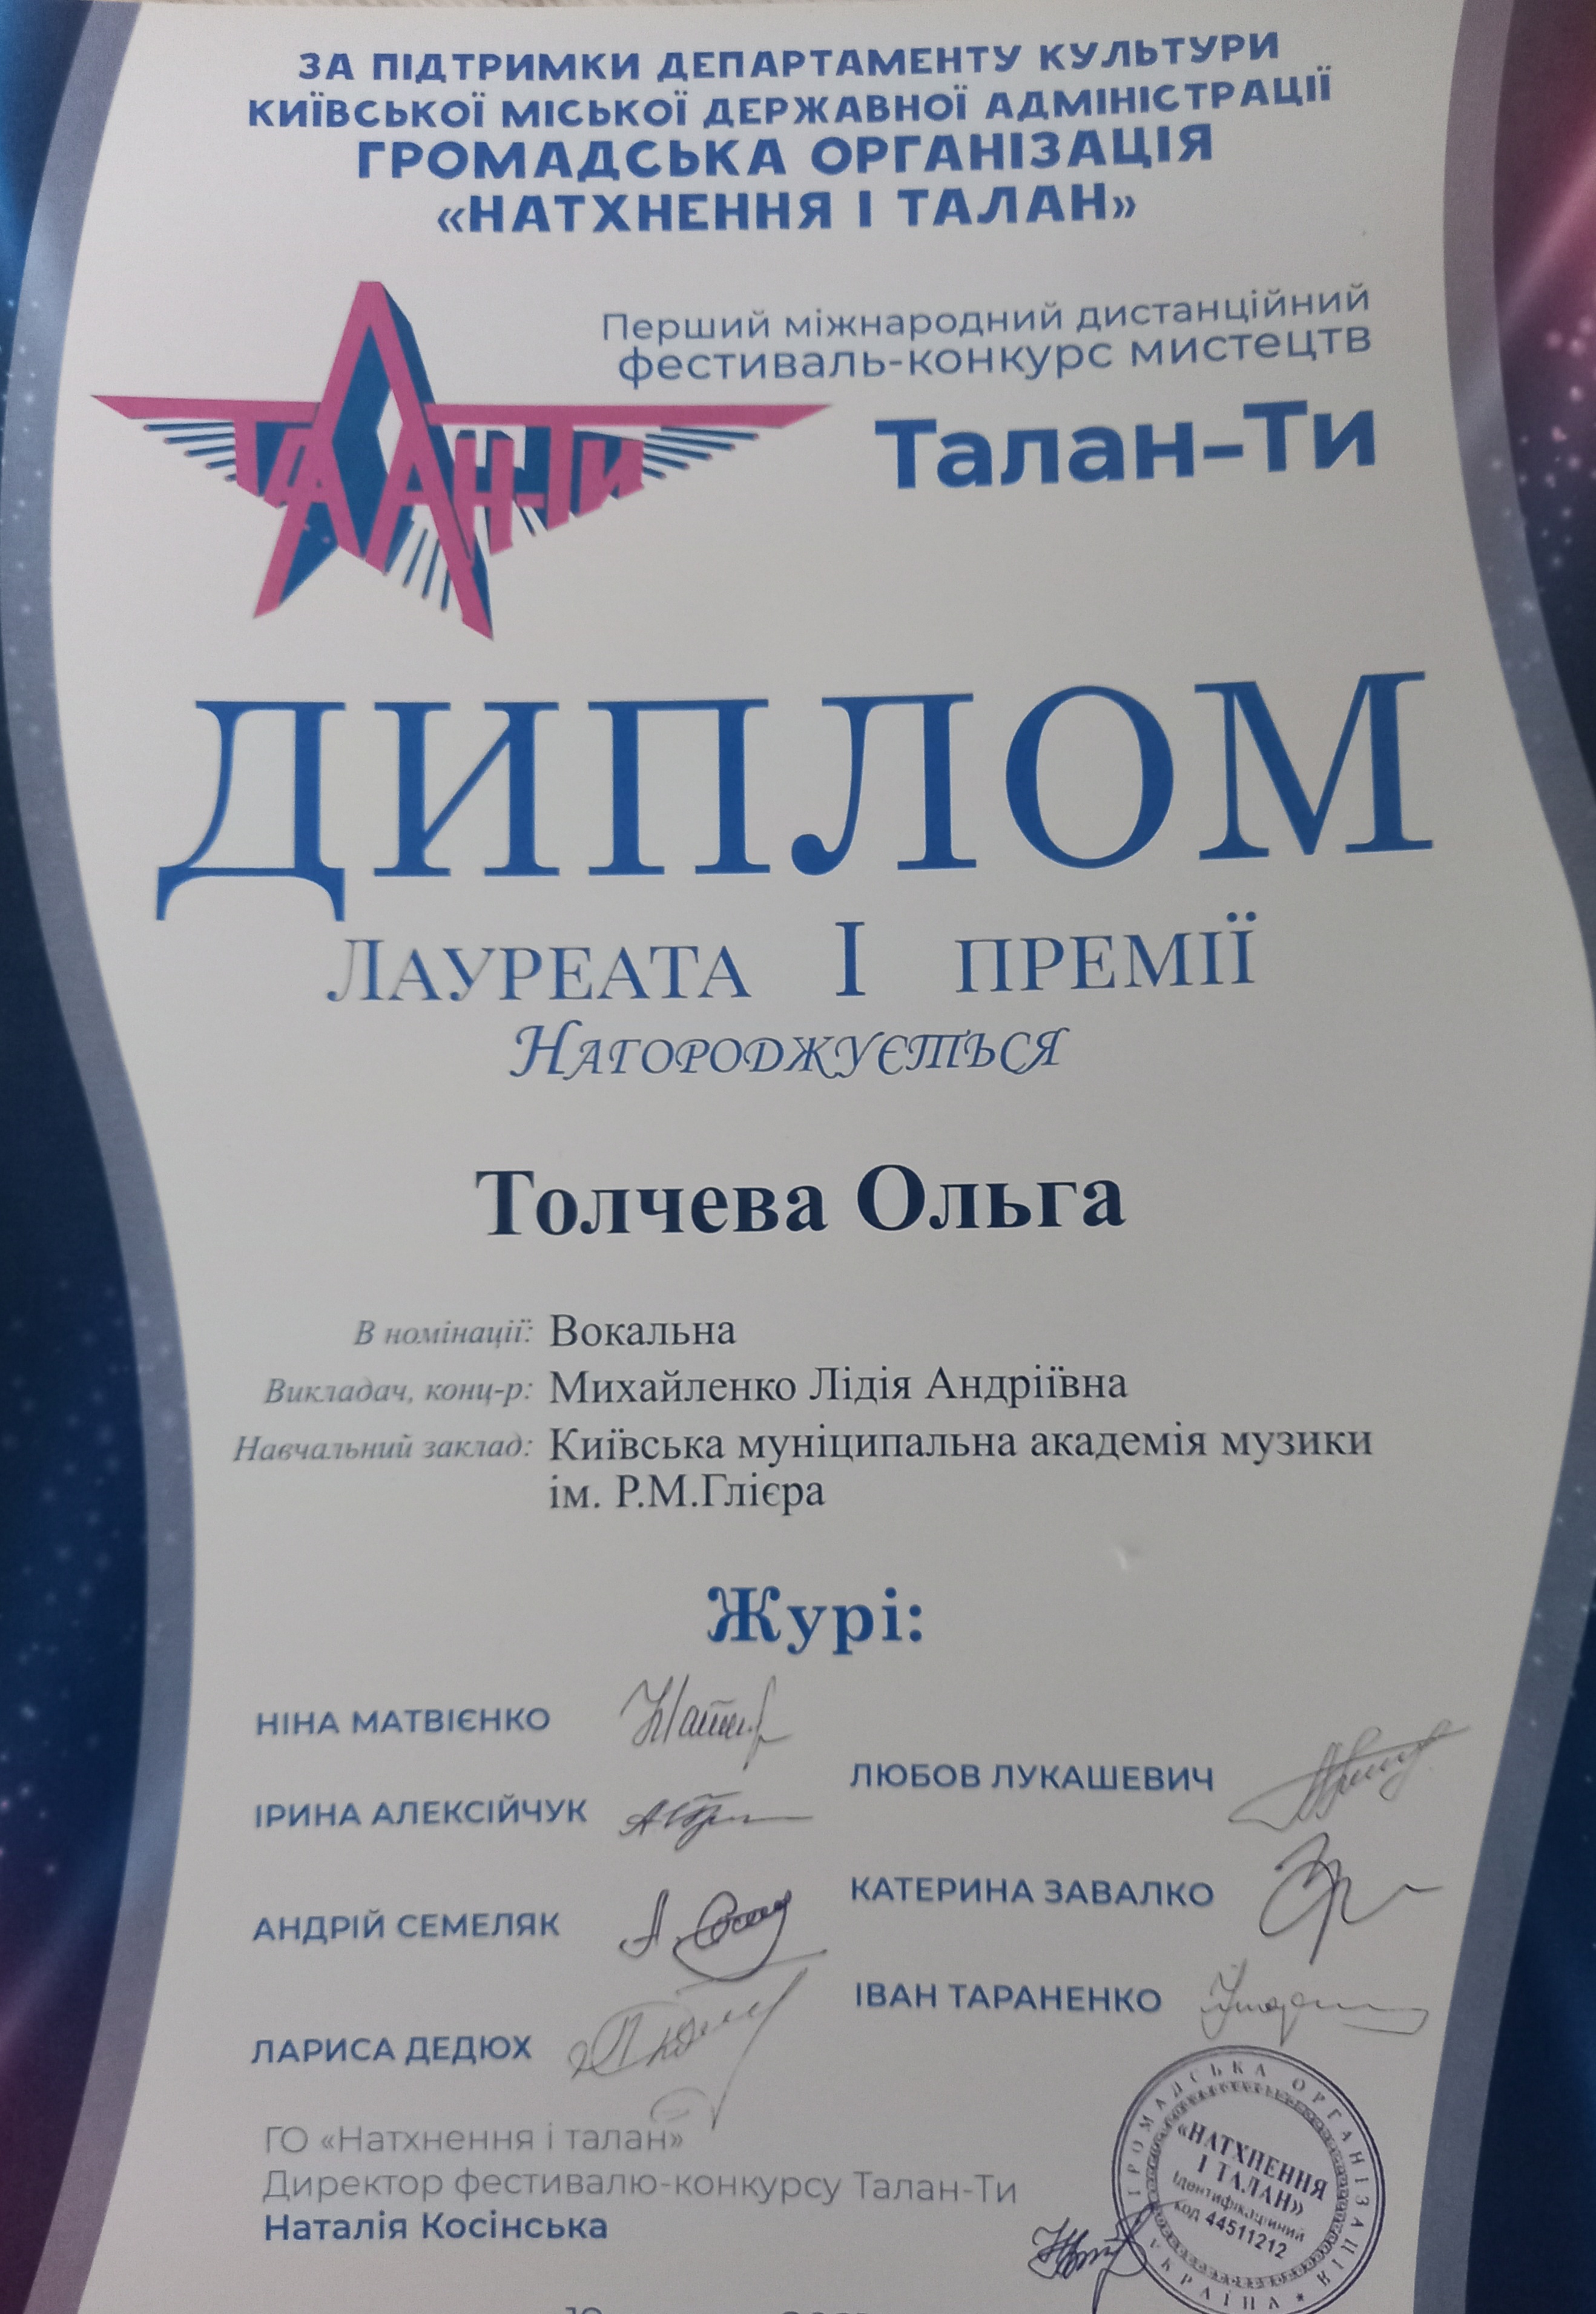 ЗА ПІДТРИМКИ ДЕПАРТАМЕНТУ КУЛЬТУРИ
КИЇВСЬКОЇ МІСЬКОЇ ДЕРЖАВНОЇ АДМІНІСТРАЦІЇ
ГРОМАДСЬКА ОРГАНІЗАЦІЯ
«НАТХНЕННЯ І ТАЛАН»
Перший міжнародний дистанційний
фестиваль-конкурс мистецтв
ТАЛАН-ТИ
Талан-Ти
ДИПЛОМ
ЛАУРЕАТА І ПРЕМІЇ
НАГОРОДЖУЄТЬСЯ
Толчева Ольга
В номінації: Вокальна
Викладач, конц-р: Михайленко Лідія Андріївна
Навчальний заклад: Київська муніципальна академія музики
ім. Р.М.Глієра
Журі:
НІНА МАТВІЄНКО
ЛЮБОВ ЛУКАШЕВИЧ
ІРИНА АЛЕКСІЙЧУК
КАТЕРИНА ЗАВАЛКО
АНДРІЙ СЕМЕЛЯК
ІВАН ТАРАНЕНКО
ЛАРИСА ДЕДЮХ
ГО «Натхнення і талан»
Директор фестивалю-конкурсу Талан-Ти
Наталія Косінська
ГРОМАДСЬКА ОРГАНІЗАЦІЯ
«НАТХНЕННЯ
І ТАЛАН»
Ідентифікаційний
код 44511212
УКРАЇНА